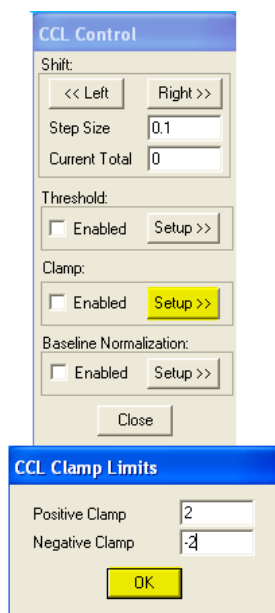 CCL Control
Shift:
<< Left Right >>
Step Size 0.1
Current Total 0
Threshold:
Enabled Setup >>
Clamp:
Enabled Setup >>
Baseline Normalization:
Enabled Setup >>
Close
CCL Clamp Limits
Positive Clamp 2
Negative Clamp -2
OK